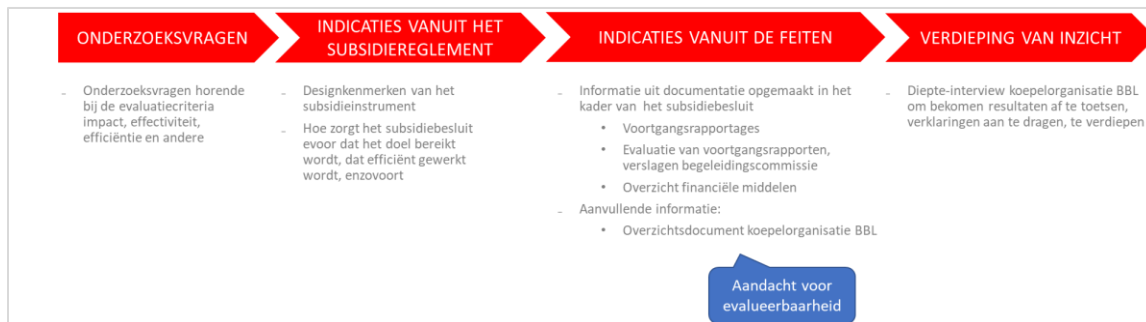 ONDERZOEKSVRAGEN
INDICATIES VANUIT HET
SUBSIDIEREGLEMENT
INDICATIES VANUIT DE FEITEN
VERDIEPING VAN INZICHT
- Onderzoeksvragen horende
bij de evaluatiecriteria
impact, effectiviteit,
efficiëntie en andere
- Designkenmerken van het
subsidieinstrument
- Hoe zorgt het subsidiebesluit
evoor dat het doel bereikt
wordt, dat efficiënt gewerkt
wordt, enzovoort
- Informatie uit documentatie opgemaakt in het
kader van het subsidiebesluit
• Voortgangsrapportages
• Evaluatie van voortgangsrapporten,
verslagen begeleidingscommissie
• Overzicht financiële middelen
- Aanvullende informatie:
• Overzichtsdocument koepelorganisatie BBL
- Diepte-interview koepelorganisatie BBL
om bekomen resultaten af te toetsen,
verklaringen aan te dragen, te verdiepen
Aandacht voor
evalueerbaarheid